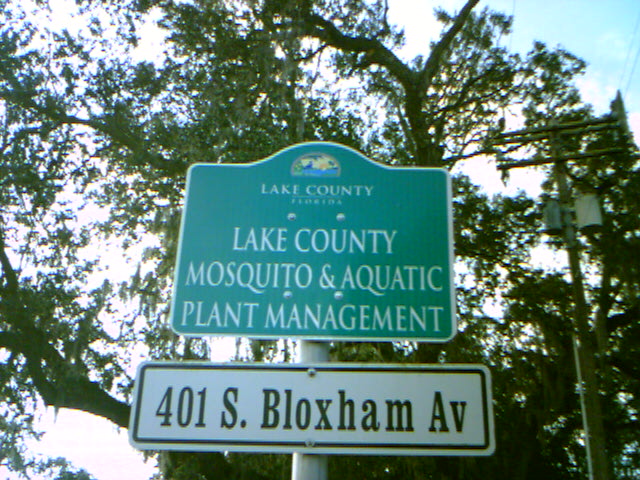 LAKE COUNTY
FLORIDA
LAKE COUNTY
MOSQUITO & AQUATIC
PLANT MANAGEMENT
401 S. Bloxham Av